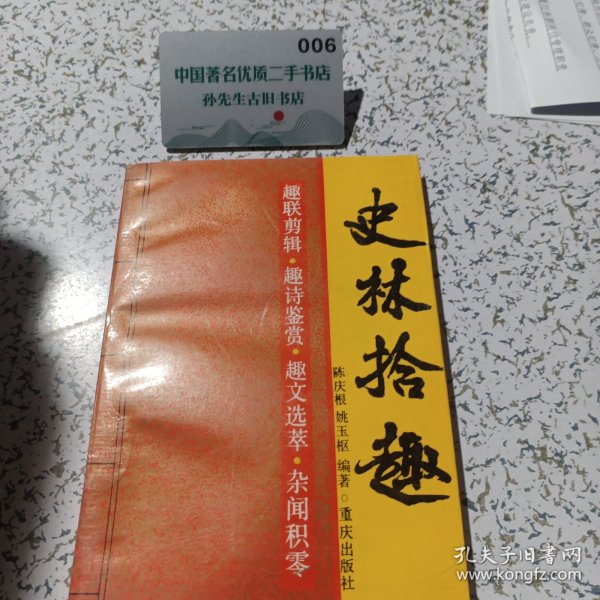 006
中国著名优质二手书店
孙先生古旧书店
史林拾趣
陈庆根 姚玉枢 编著○重庆出版社
趣联剪辑·趣诗鉴赏·趣文选萃·杂闻积零
孔夫子旧书网
www.kongfz.com